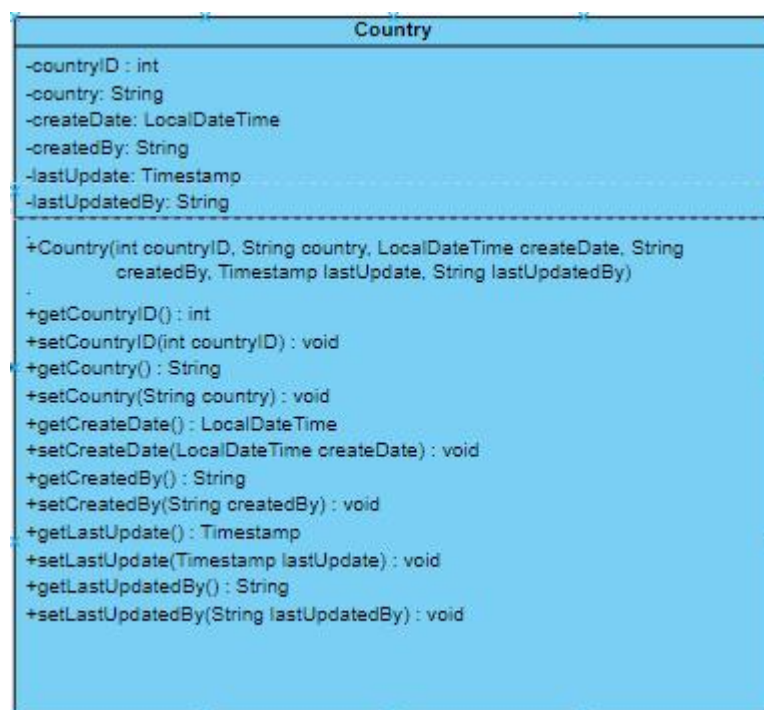 Country
-countryID : int
-country: String
-createDate: LocalDateTime
-createdBy: String
-lastUpdate: Timestamp
-lastUpdatedBy: String
.
+Country(int countryID, String country, LocalDateTime createDate, String
createdBy, Timestamp lastUpdate, String lastUpdatedBy)
.
+getCountryID() : int
+setCountryID(int countryID) : void
+getCountry() : String
+setCountry(String country) : void
+getCreateDate() : LocalDateTime
+setCreateDate(LocalDateTime createDate) : void
+getCreatedBy() : String
+setCreatedBy(String createdBy) : void
+getLastUpdate() : Timestamp
+setLastUpdate(Timestamp lastUpdate) : void
+getLastUpdatedBy() : String
+setLastUpdatedBy(String lastUpdatedBy) : void